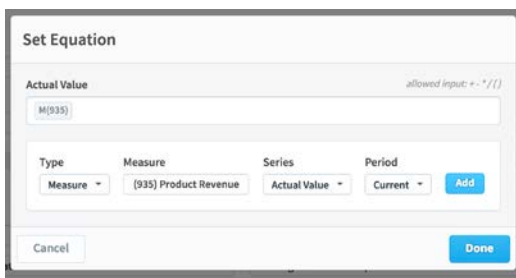 Set Equation
Actual Value allowed input: + - * / ( )
M(935)
Type Measure Series Period
Measure (935) Product Revenue Actual Value Current Add
Cancel Done